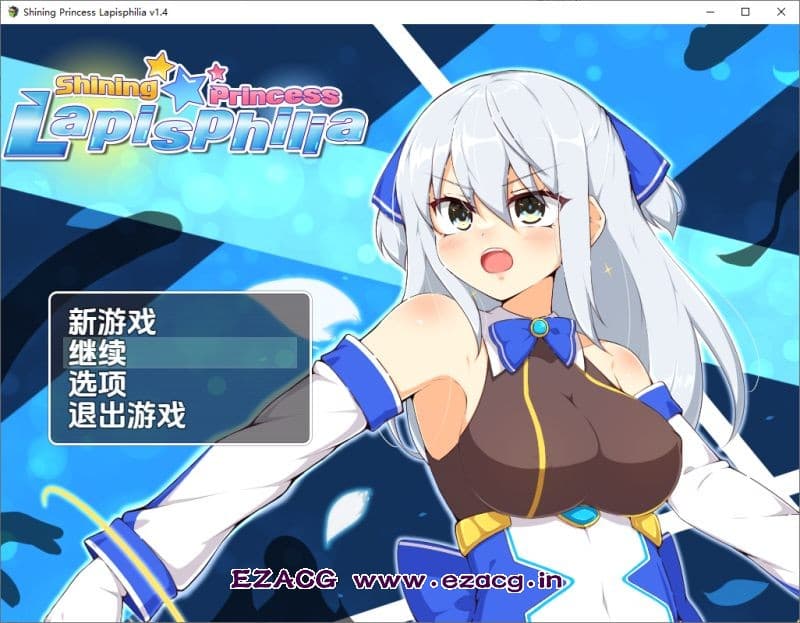 Shining Princess Lapisphilia v1.4
Shining Princess
Lapisphilia
新游戏
继续
选项
退出游戏
EZACG www.ezacg.in